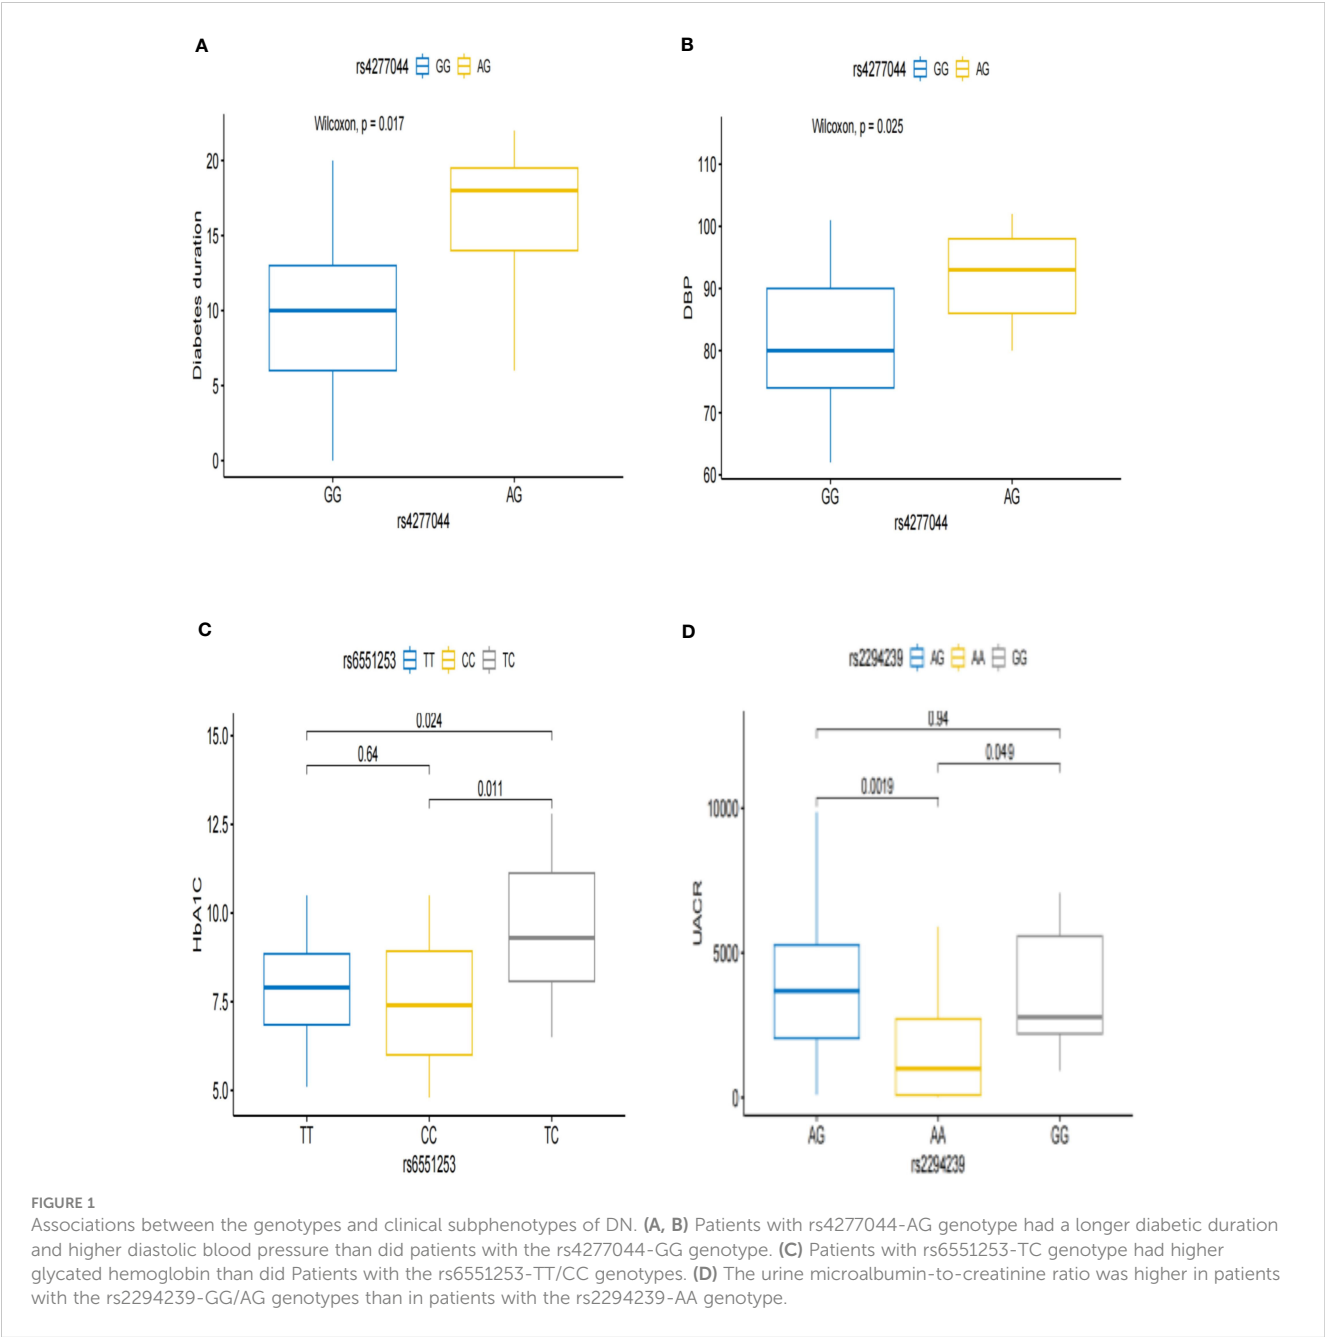 A
rs4277044 GG AG
Wilcoxon, p = 0.017
20
15
10
5
0
Diabetes duration
GG AG
rs4277044
B
rs4277044 GG AG
Wilcoxon, p = 0.025
110
100
90
80
70
60
DBP
GG AG
rs4277044
C
rs6551253 TT CC TC
0.024
0.64
0.011
15.0
12.5
10.0
7.5
5.0
HbA1C
TT CC TC
rs6551253
D
rs2294239 AG AA GG
0.94
0.049
0.0019
10000
5000
0
UACR
AG AA GG
rs2294239
FIGURE 1
Associations between the genotypes and clinical subphenotypes of DN. (A, B) Patients with rs4277044-AG genotype had a longer diabetic duration
and higher diastolic blood pressure than did patients with the rs4277044-GG genotype. (C) Patients with rs6551253-TC genotype had higher
glycated hemoglobin than did Patients with the rs6551253-TT/CC genotypes. (D) The urine microalbumin-to-creatinine ratio was higher in patients
with the rs2294239-GG/AG genotypes than in patients with the rs2294239-AA genotype.